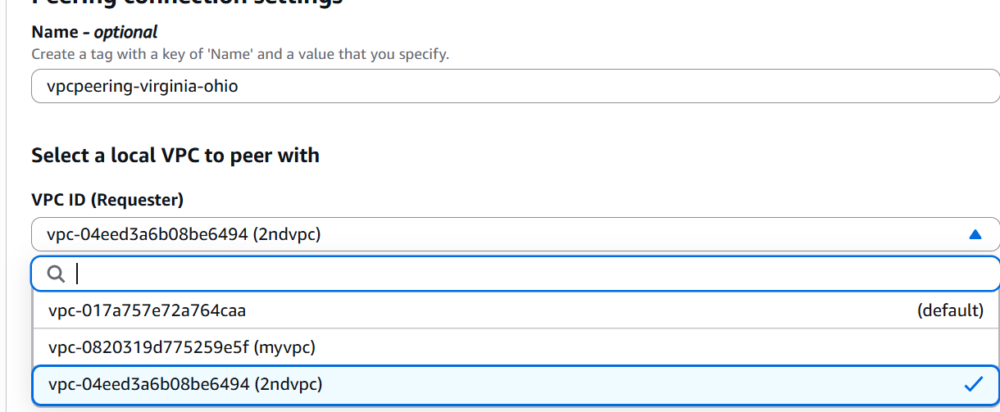 Peering connection settings
Name - optional
Create a tag with a key of 'Name' and a value that you specify.
vpcpeering-virginia-ohio
Select a local VPC to peer with
VPC ID (Requester)
vpc-04eed3a6b08be6494 (2ndvpc)
vpc-017a757e72a764caa (default)
vpc-0820319d775259e5f (myvpc)
vpc-04eed3a6b08be6494 (2ndvpc)